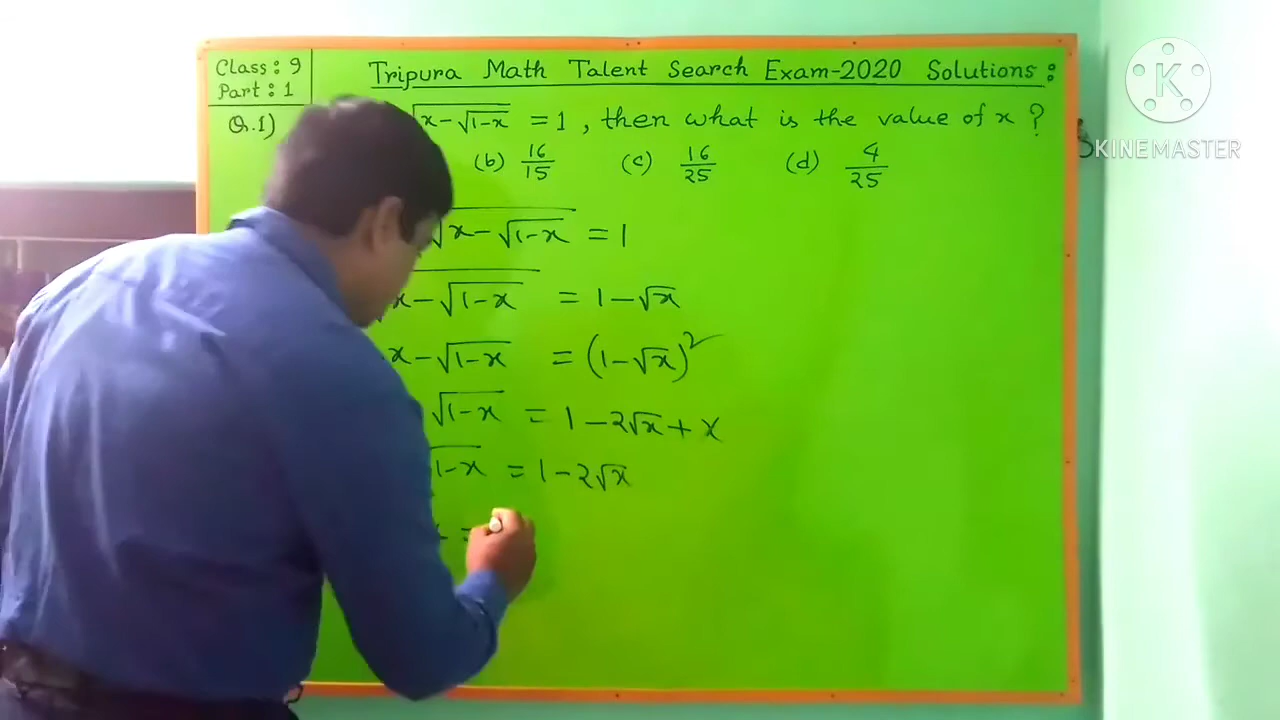 Class: 9
Part: 1
Tripura Math Talent Search Exam-2020 Solutions:
Q.1) √x-√1-x = 1, then what is the value of x?
(b) 16/15 (c) 16/25 (d) 4/25
√x-√1-x = 1
x-√1-x = 1-√x
x-√1-x = (1-√x)²
√1-x = 1-2√x+x
1-x = 1-2√x
=
K
KINEMASTER